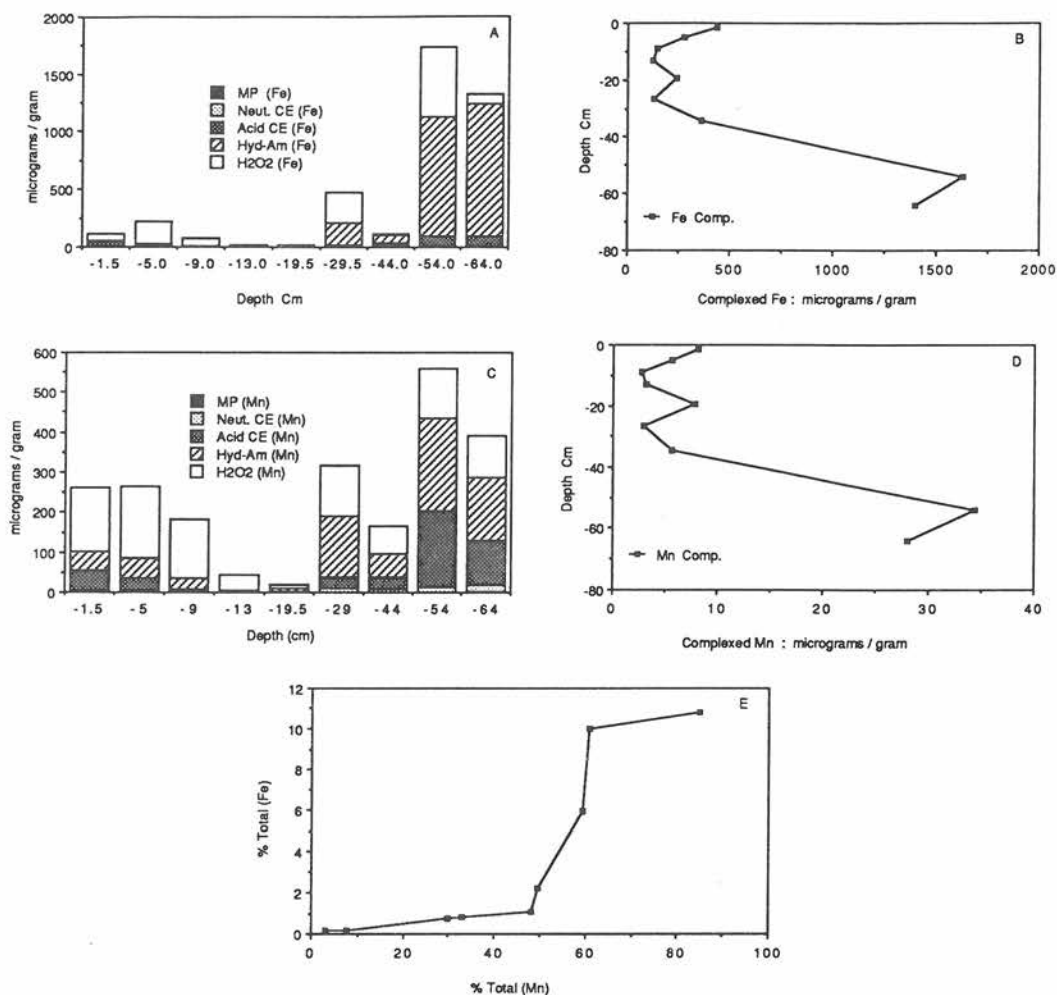 A
2000
1500
1000
500
0
micrograms / gram
MP (Fe)
Neut. CE (Fe)
Acid CE (Fe)
Hyd-Am (Fe)
H2O2 (Fe)
-1.5 -5.0 -9.0 -13.0 -19.5 -29.5 -44.0 -54.0 -64.0
Depth Cm
B
0
-20
-40
-60
-80
Depth Cm
Fe Comp.
0 500 1000 1500 2000
Complexed Fe : micrograms / gram
C
600
500
400
300
200
100
0
micrograms / gram
MP (Mn)
Neut. CE (Mn)
Acid CE (Mn)
Hyd-Am (Mn)
H2O2 (Mn)
-1.5 -5 -9 -13 -19.5 -29 -44 -54 -64
Depth (cm)
D
0
-20
-40
-60
-80
Depth Cm
Mn Comp.
0 10 20 30 40
Complexed Mn : micrograms / gram
E
12
10
8
6
4
2
0
% Total (Fe)
0 20 40 60 80 100
% Total (Mn)